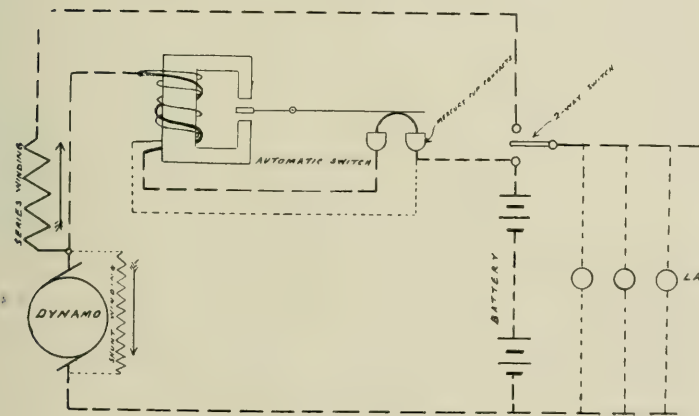 MERCURY CUP CONTACTS
2-WAY SWITCH
AUTOMATIC SWITCH
SERIES WINDING
DYNAMO
SHUNT WINDING
BATTERY
LA